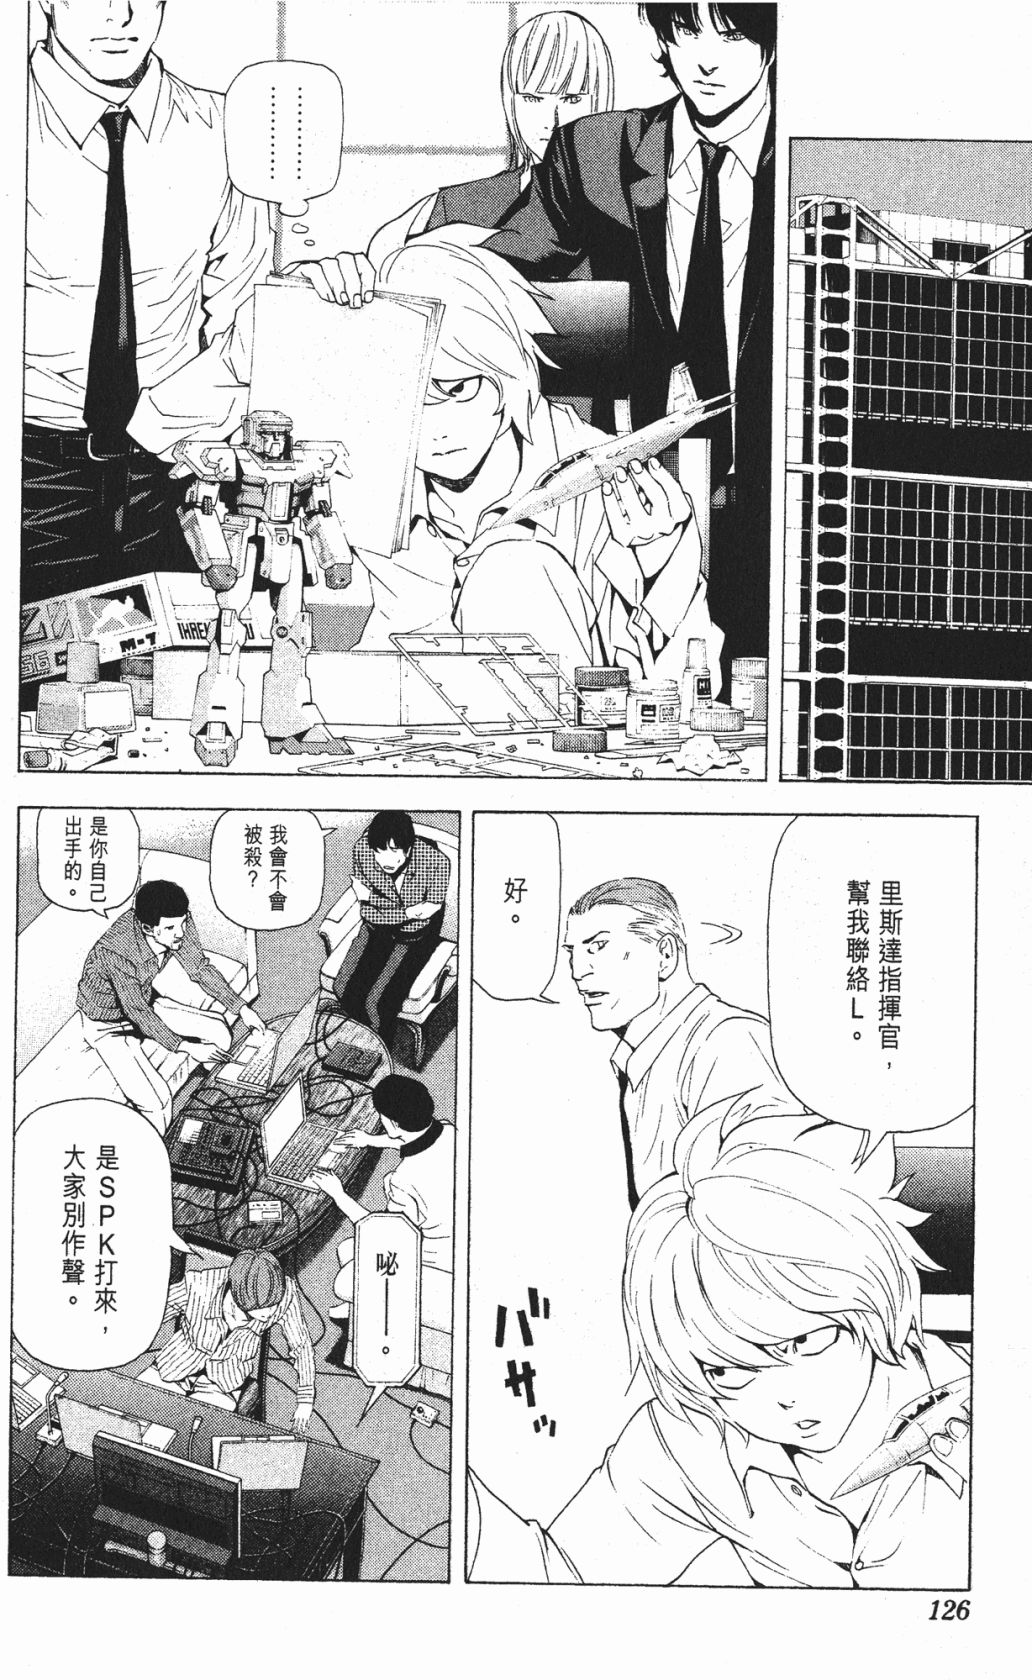 ………………
M-7
里斯達指揮官，
幫我聯絡L。
好。
バサッ
我會不會
被殺？
是你自己
出手的。
咇——。
是SPK打來，
大家別作聲。
126